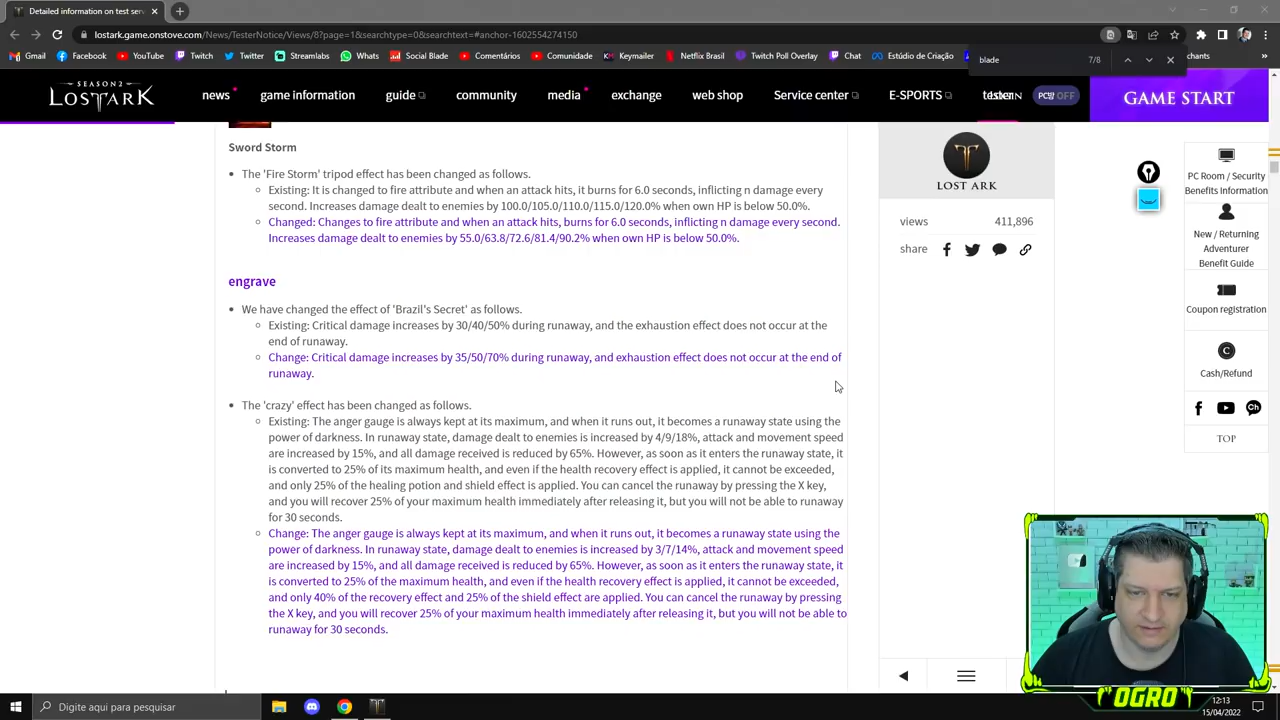 Detailed information on test serv
lostark.game.onstove.com/News/TesterNotice/Views/8?page=1&searchtype=0&searchtext=#anchor-1602554274150
Gmail
Facebook
YouTube
Twitch
Twitter
Streamlabs
Whats
Social Blade
Comentários
Comunidade
Keymailer
Netflix Brasil
Twitch Poll Overlay
Chat
Estúdio de Criação
blade
7/8
SEASON2
LOSTARK
news
game information
guide
community
media
exchange
web shop
Service center
E-SPORTS
tester
OFF
GAME START
Sword Storm
The 'Fire Storm' tripod effect has been changed as follows.
Existing: It is changed to fire attribute and when an attack hits, it burns for 6.0 seconds, inflicting n damage every
second. Increases damage dealt to enemies by 100.0/105.0/110.0/115.0/120.0% when own HP is below 50.0%.
Changed: Changes to fire attribute and when an attack hits, burns for 6.0 seconds, inflicting n damage every second.
Increases damage dealt to enemies by 55.0/63.8/72.6/81.4/90.2% when own HP is below 50.0%.
engrave
We have changed the effect of 'Brazil's Secret' as follows.
Existing: Critical damage increases by 30/40/50% during runaway, and the exhaustion effect does not occur at the
end of runaway.
Change: Critical damage increases by 35/50/70% during runaway, and exhaustion effect does not occur at the end of
runaway.
The 'crazy' effect has been changed as follows.
Existing: The anger gauge is always kept at its maximum, and when it runs out, it becomes a runaway state using the
power of darkness. In runaway state, damage dealt to enemies is increased by 4/9/18%, attack and movement speed
are increased by 15%, and all damage received is reduced by 65%. However, as soon as it enters the runaway state, it
is converted to 25% of its maximum health, and even if the health recovery effect is applied, it cannot be exceeded,
and only 25% of the healing potion and shield effect is applied. You can cancel the runaway by pressing the X key,
and you will recover 25% of your maximum health immediately after releasing it, but you will not be able to runaway
for 30 seconds.
Change: The anger gauge is always kept at its maximum, and when it runs out, it becomes a runaway state using the
power of darkness. In runaway state, damage dealt to enemies is increased by 3/7/14%, attack and movement speed
are increased by 15%, and all damage received is reduced by 65%. However, as soon as it enters the runaway state, it
is converted to 25% of the maximum health, and even if the health recovery effect is applied, it cannot be exceeded,
and only 40% of the recovery effect and 25% of the shield effect are applied. You can cancel the runaway by pressing
the X key, and you will recover 25% of your maximum health immediately after releasing it, but you will not be able to
runaway for 30 seconds.
LOST ARK
views
411,896
share
PC Room / Security
Benefits Information
New / Returning
Adventurer
Benefit Guide
Coupon registration
Cash/Refund
Ch
TOP
OGRO
Digite aqui para pesquisar
12:13
15/04/2022